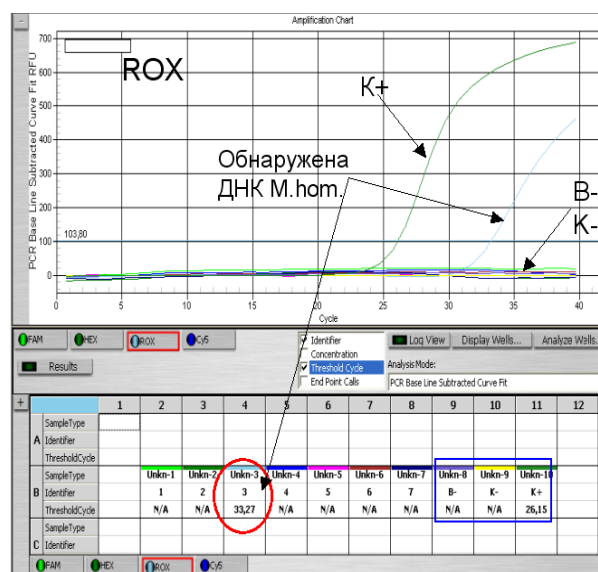 Amplification Chart
PCR Base Line Subtracted Curve Fit RFU
700
600
500
400
300
200
100
0
103,80
ROX
К+
Обнаружена
ДНК M.hom.
В-
К-
0 5 10 15 20 25 30 35 40
Cycle
FAM HEX ROX Cy5
Results
Identifier
Concentration
Threshold Cycle
End Point Calls
Log View Display Wells... Analyze Wells.
Analysis Mode:
PCR Base Line Subtracted Curve Fit
1 2 3 4 5 6 7 8 9 10 11 12
SampleType
A Identifier
ThresholdCycle
SampleType Unkn-1 Unkn-2 Unkn-3 Unkn-4 Unkn-5 Unkn-6 Unkn-7 Unkn-8 Unkn-9 Unkn-10
B Identifier 1 2 3 4 5 6 7 B- K- K+
ThresholdCycle N/A N/A 33,27 N/A N/A N/A N/A N/A N/A 26,15
SampleType
C Identifier
FAM HEX ROX Cy5